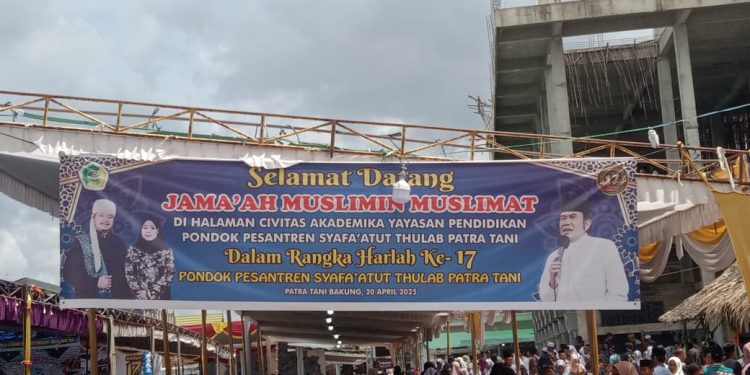 Selamat Datang
JAMA'AH MUSLIMIN MUSLIMAT
DI HALAMAN CIVITAS AKADEMIKA YAYASAN PENDIDIKAN
PONDOK PESANTREN SYAFA'ATUT THULAB PATRA TANI
Dalam Rangka Harlah Ke- 17
PONDOK PESANTREN SYAFA'ATUT THULAB PATRA TANI
PATRA TANI BAKUNG, 20 APRIL 2025